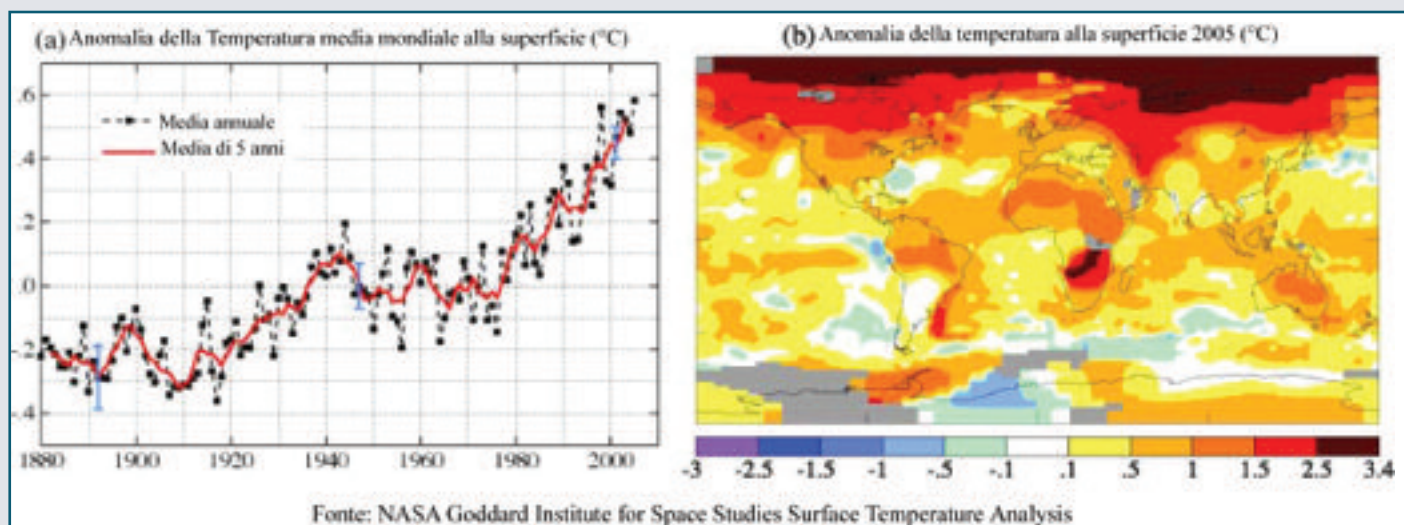 (a) Anomalia della Temperatura media mondiale alla superficie (°C)
.6
Media annuale
Media di 5 anni
.4
.2
.0
-.2
-.4
1880 1900 1920 1940 1960 1980 2000
(b) Anomalia della temperatura alla superficie 2005 (°C)
-3 -2.5 -1.5 -1 -.5 -.1 .1 .5 1 1.5 2.5 3.4
Fonte: NASA Goddard Institute for Space Studies Surface Temperature Analysis